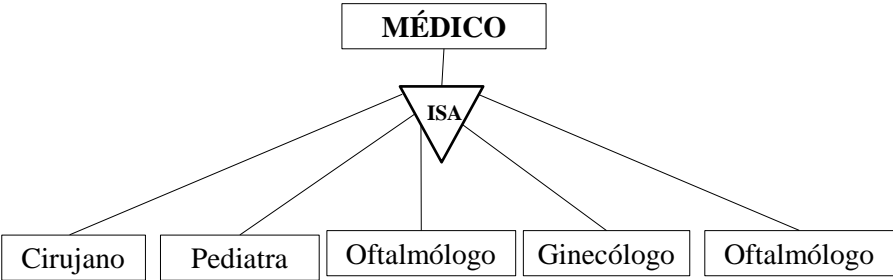 MÉDICO
ISA
Cirujano
Pediatra
Oftalmólogo
Ginecólogo
Oftalmólogo